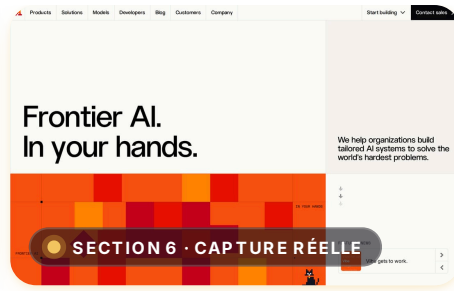 Products Solutions Models Developers Blog Customers Company Start building Contact sales
Frontier AI.
In your hands.
We help organizations build
tailored AI systems to solve the
world's hardest problems.
IN YOUR HANDS
SECTION 6 · CAPTURE RÉELLE
gets to work.